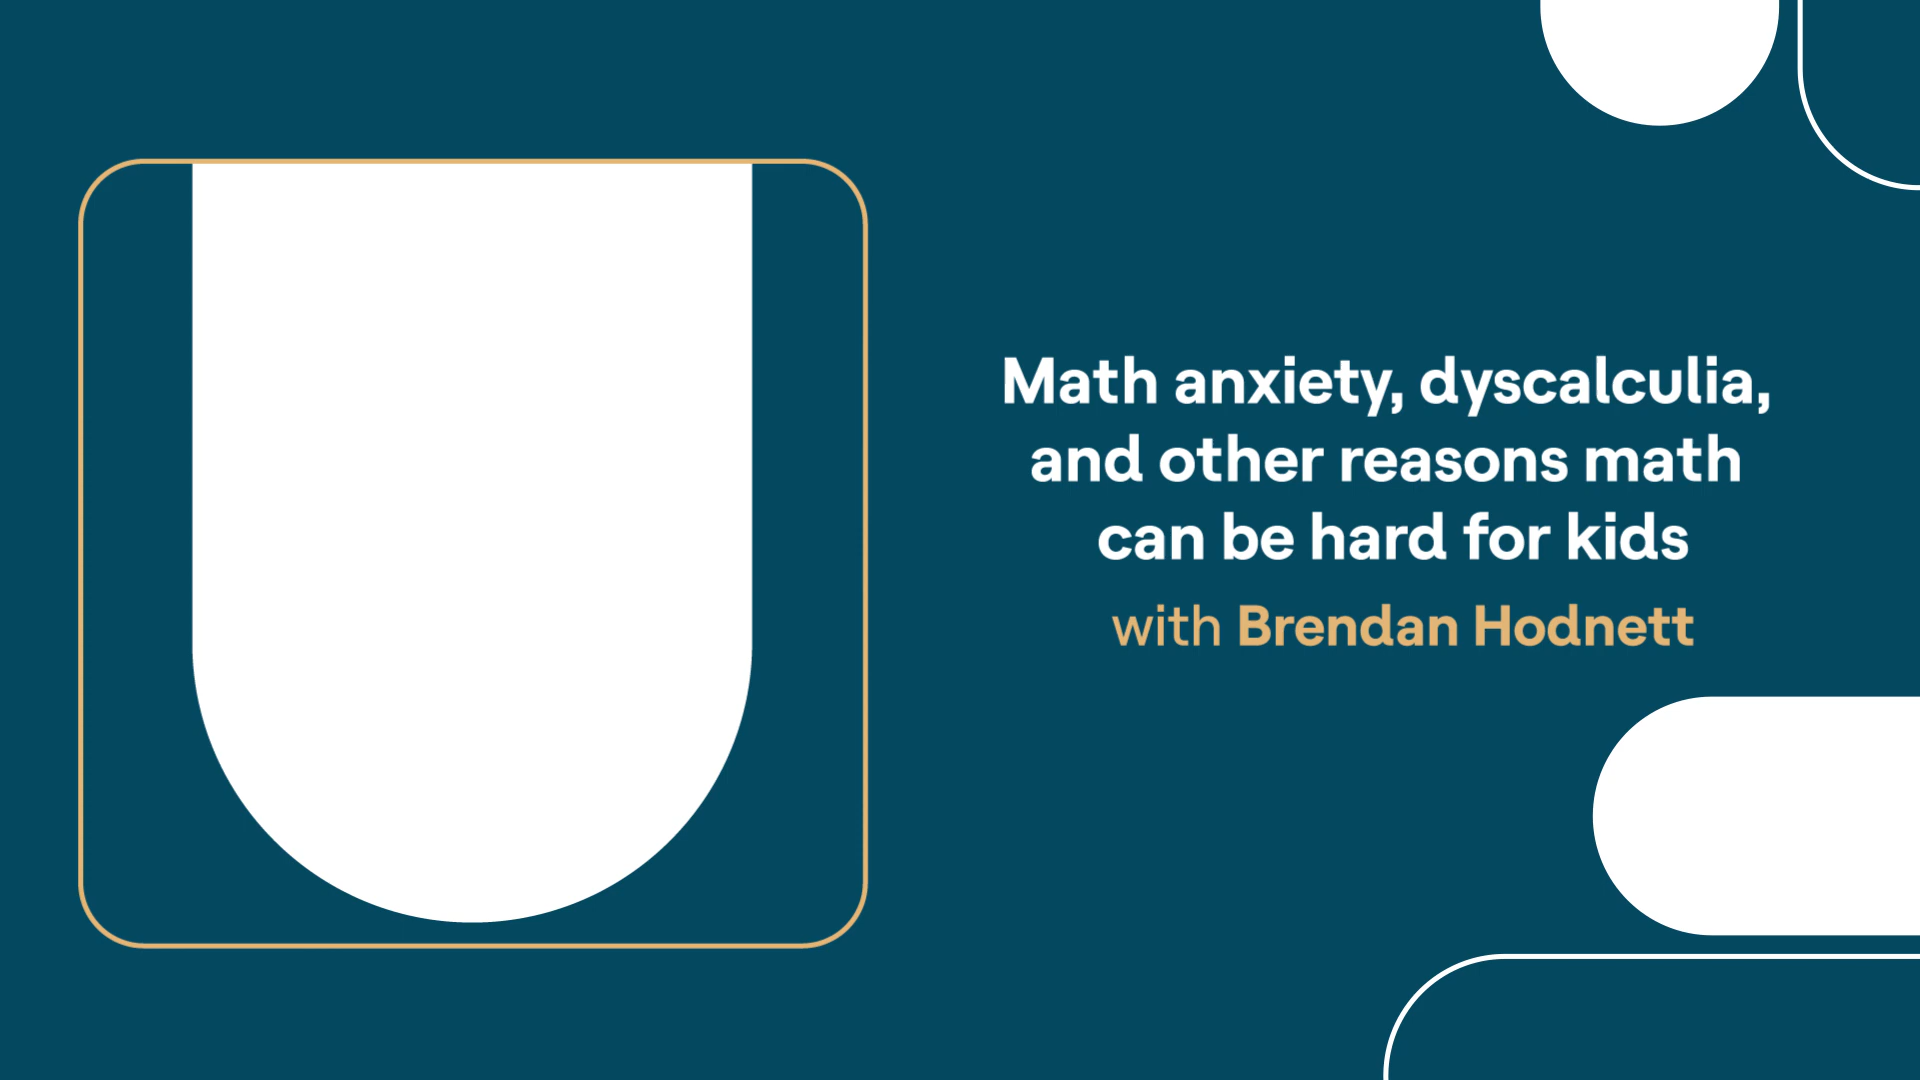 Math anxiety, dyscalculia,
and other reasons math
can be hard for kids
with Brendan Hodnett